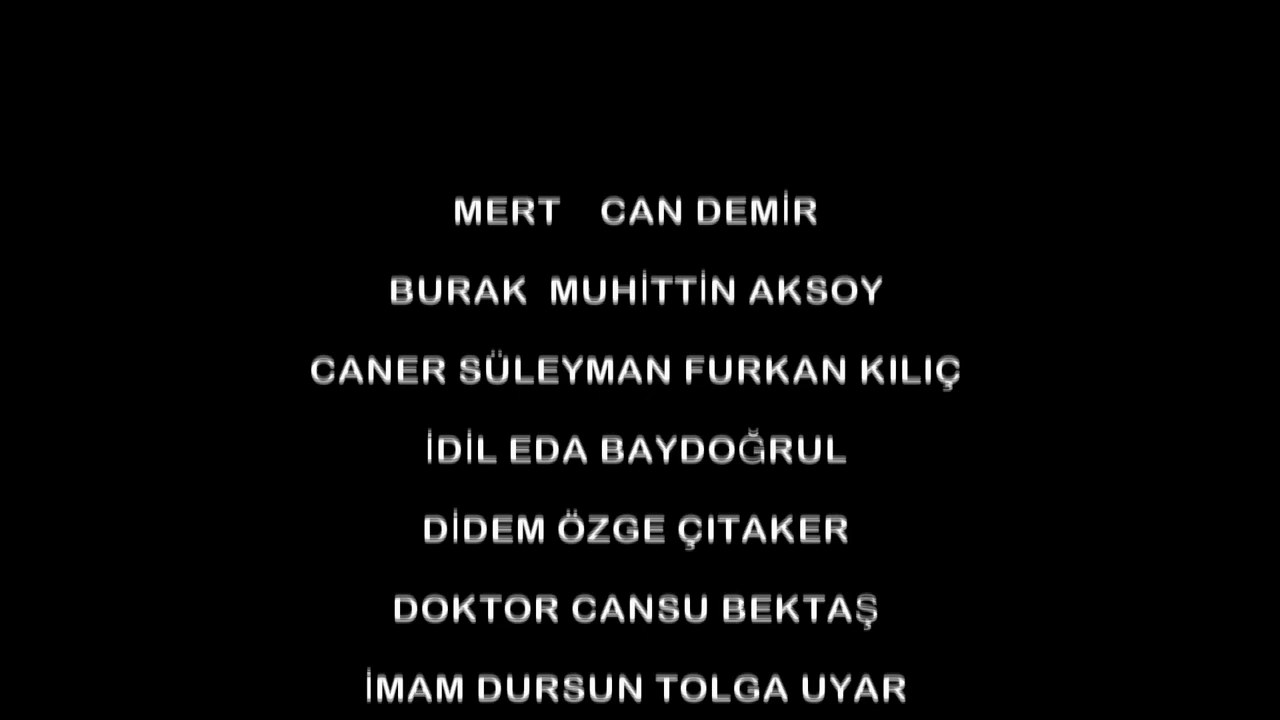 MERT CAN DEMİR
BURAK MUHİTTİN AKSOY
CANER SÜLEYMAN FURKAN KILIÇ
İDİL EDA BAYDOĞRUL
DİDEM ÖZGE ÇITAKER
DOKTOR CANSU BEKTAŞ
İMAM DURSUN TOLGA UYAR